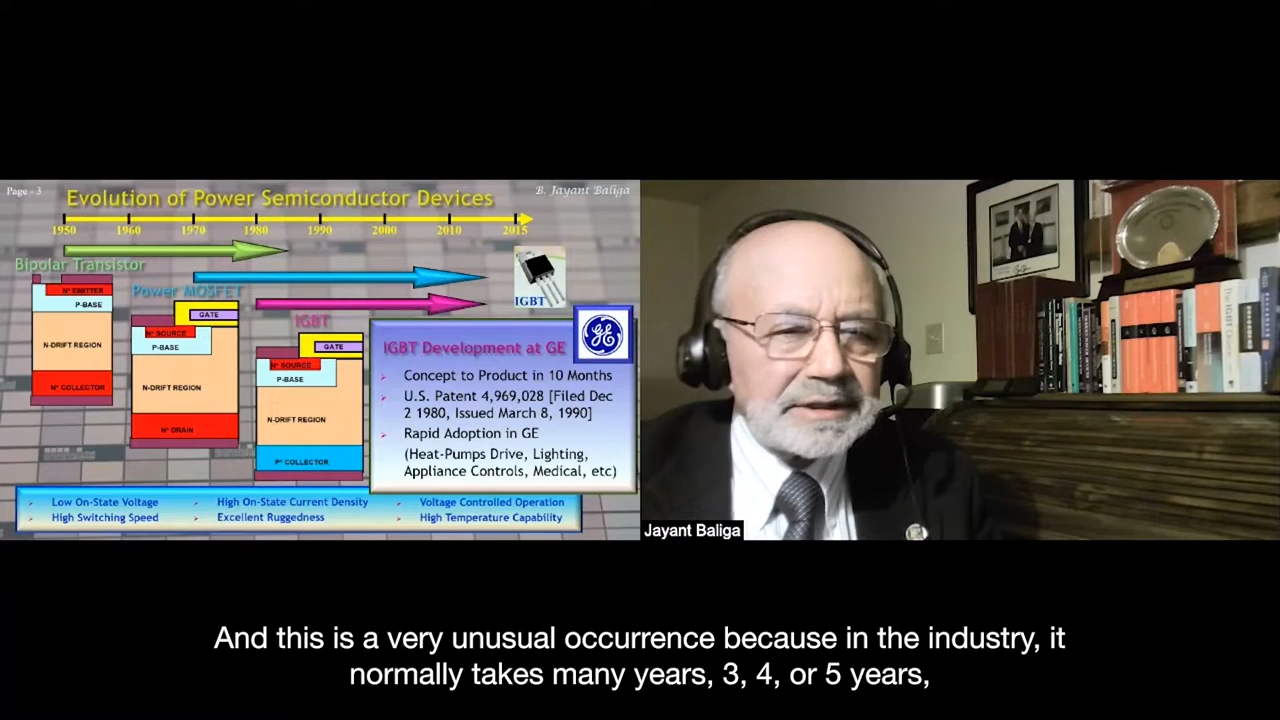 Page - 3
Evolution of Power Semiconductor Devices
B. Jayant Baliga
1950 1960 1970 1980 1990 2000 2010 2015
Bipolar Transistor
Power MOSFET
IGBT
IGBT
N+ EMITTER
P-BASE
N-DRIFT REGION
N+ COLLECTOR
GATE
N+ SOURCE
P-BASE
N-DRIFT REGION
N+ DRAIN
GATE
N+ SOURCE
P-BASE
N-DRIFT REGION
P+ COLLECTOR
GE
IGBT Development at GE
Concept to Product in 10 Months
U.S. Patent 4,969,028 [Filed Dec
2 1980, Issued March 8, 1990]
Rapid Adoption in GE
(Heat-Pumps Drive, Lighting,
Appliance Controls, Medical, etc)
Low On-State Voltage
High On-State Current Density
Voltage Controlled Operation
High Switching Speed
Excellent Ruggedness
High Temperature Capability
Jayant Baliga
And this is a very unusual occurrence because in the industry, it
normally takes many years, 3, 4, or 5 years,